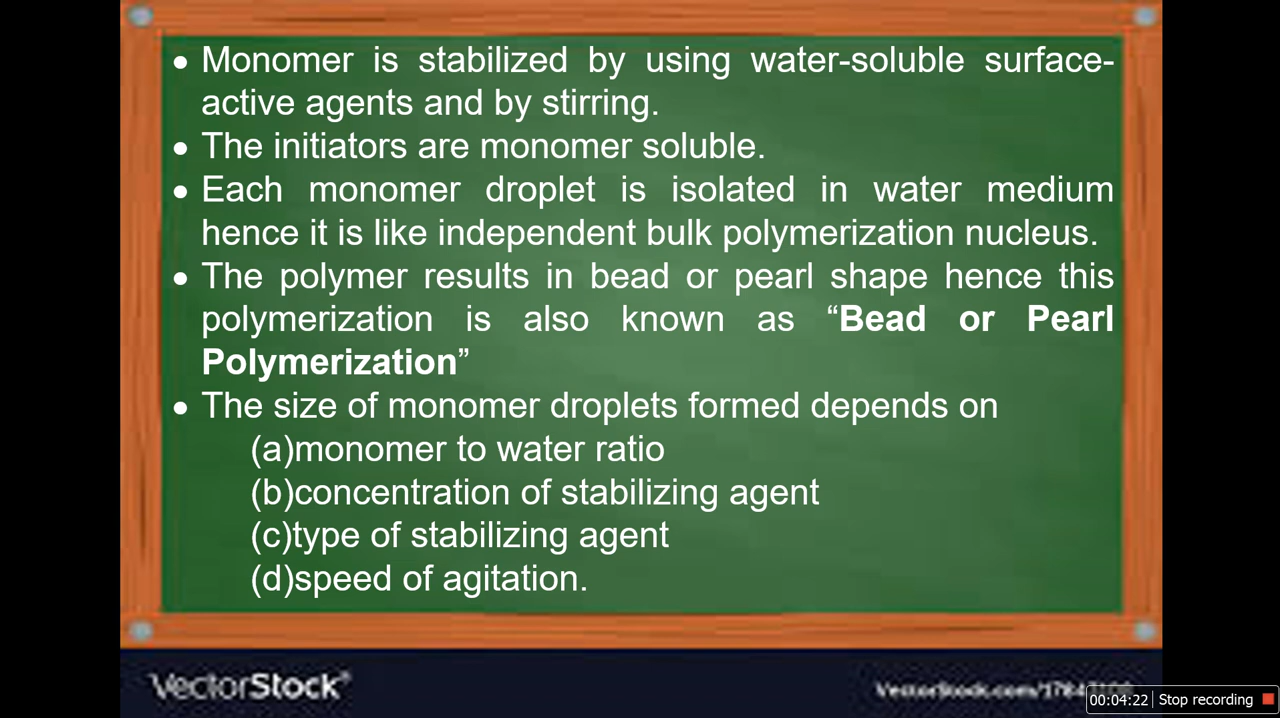 • Monomer is stabilized by using water-soluble surface-
active agents and by stirring.
• The initiators are monomer soluble.
• Each monomer droplet is isolated in water medium
hence it is like independent bulk polymerization nucleus.
• The polymer results in bead or pearl shape hence this
polymerization is also known as “Bead or Pearl
Polymerization”
• The size of monomer droplets formed depends on
(a)monomer to water ratio
(b)concentration of stabilizing agent
(c)type of stabilizing agent
(d)speed of agitation.
VectorStock®
VectorStock.com/
00:04:22 Stop recording